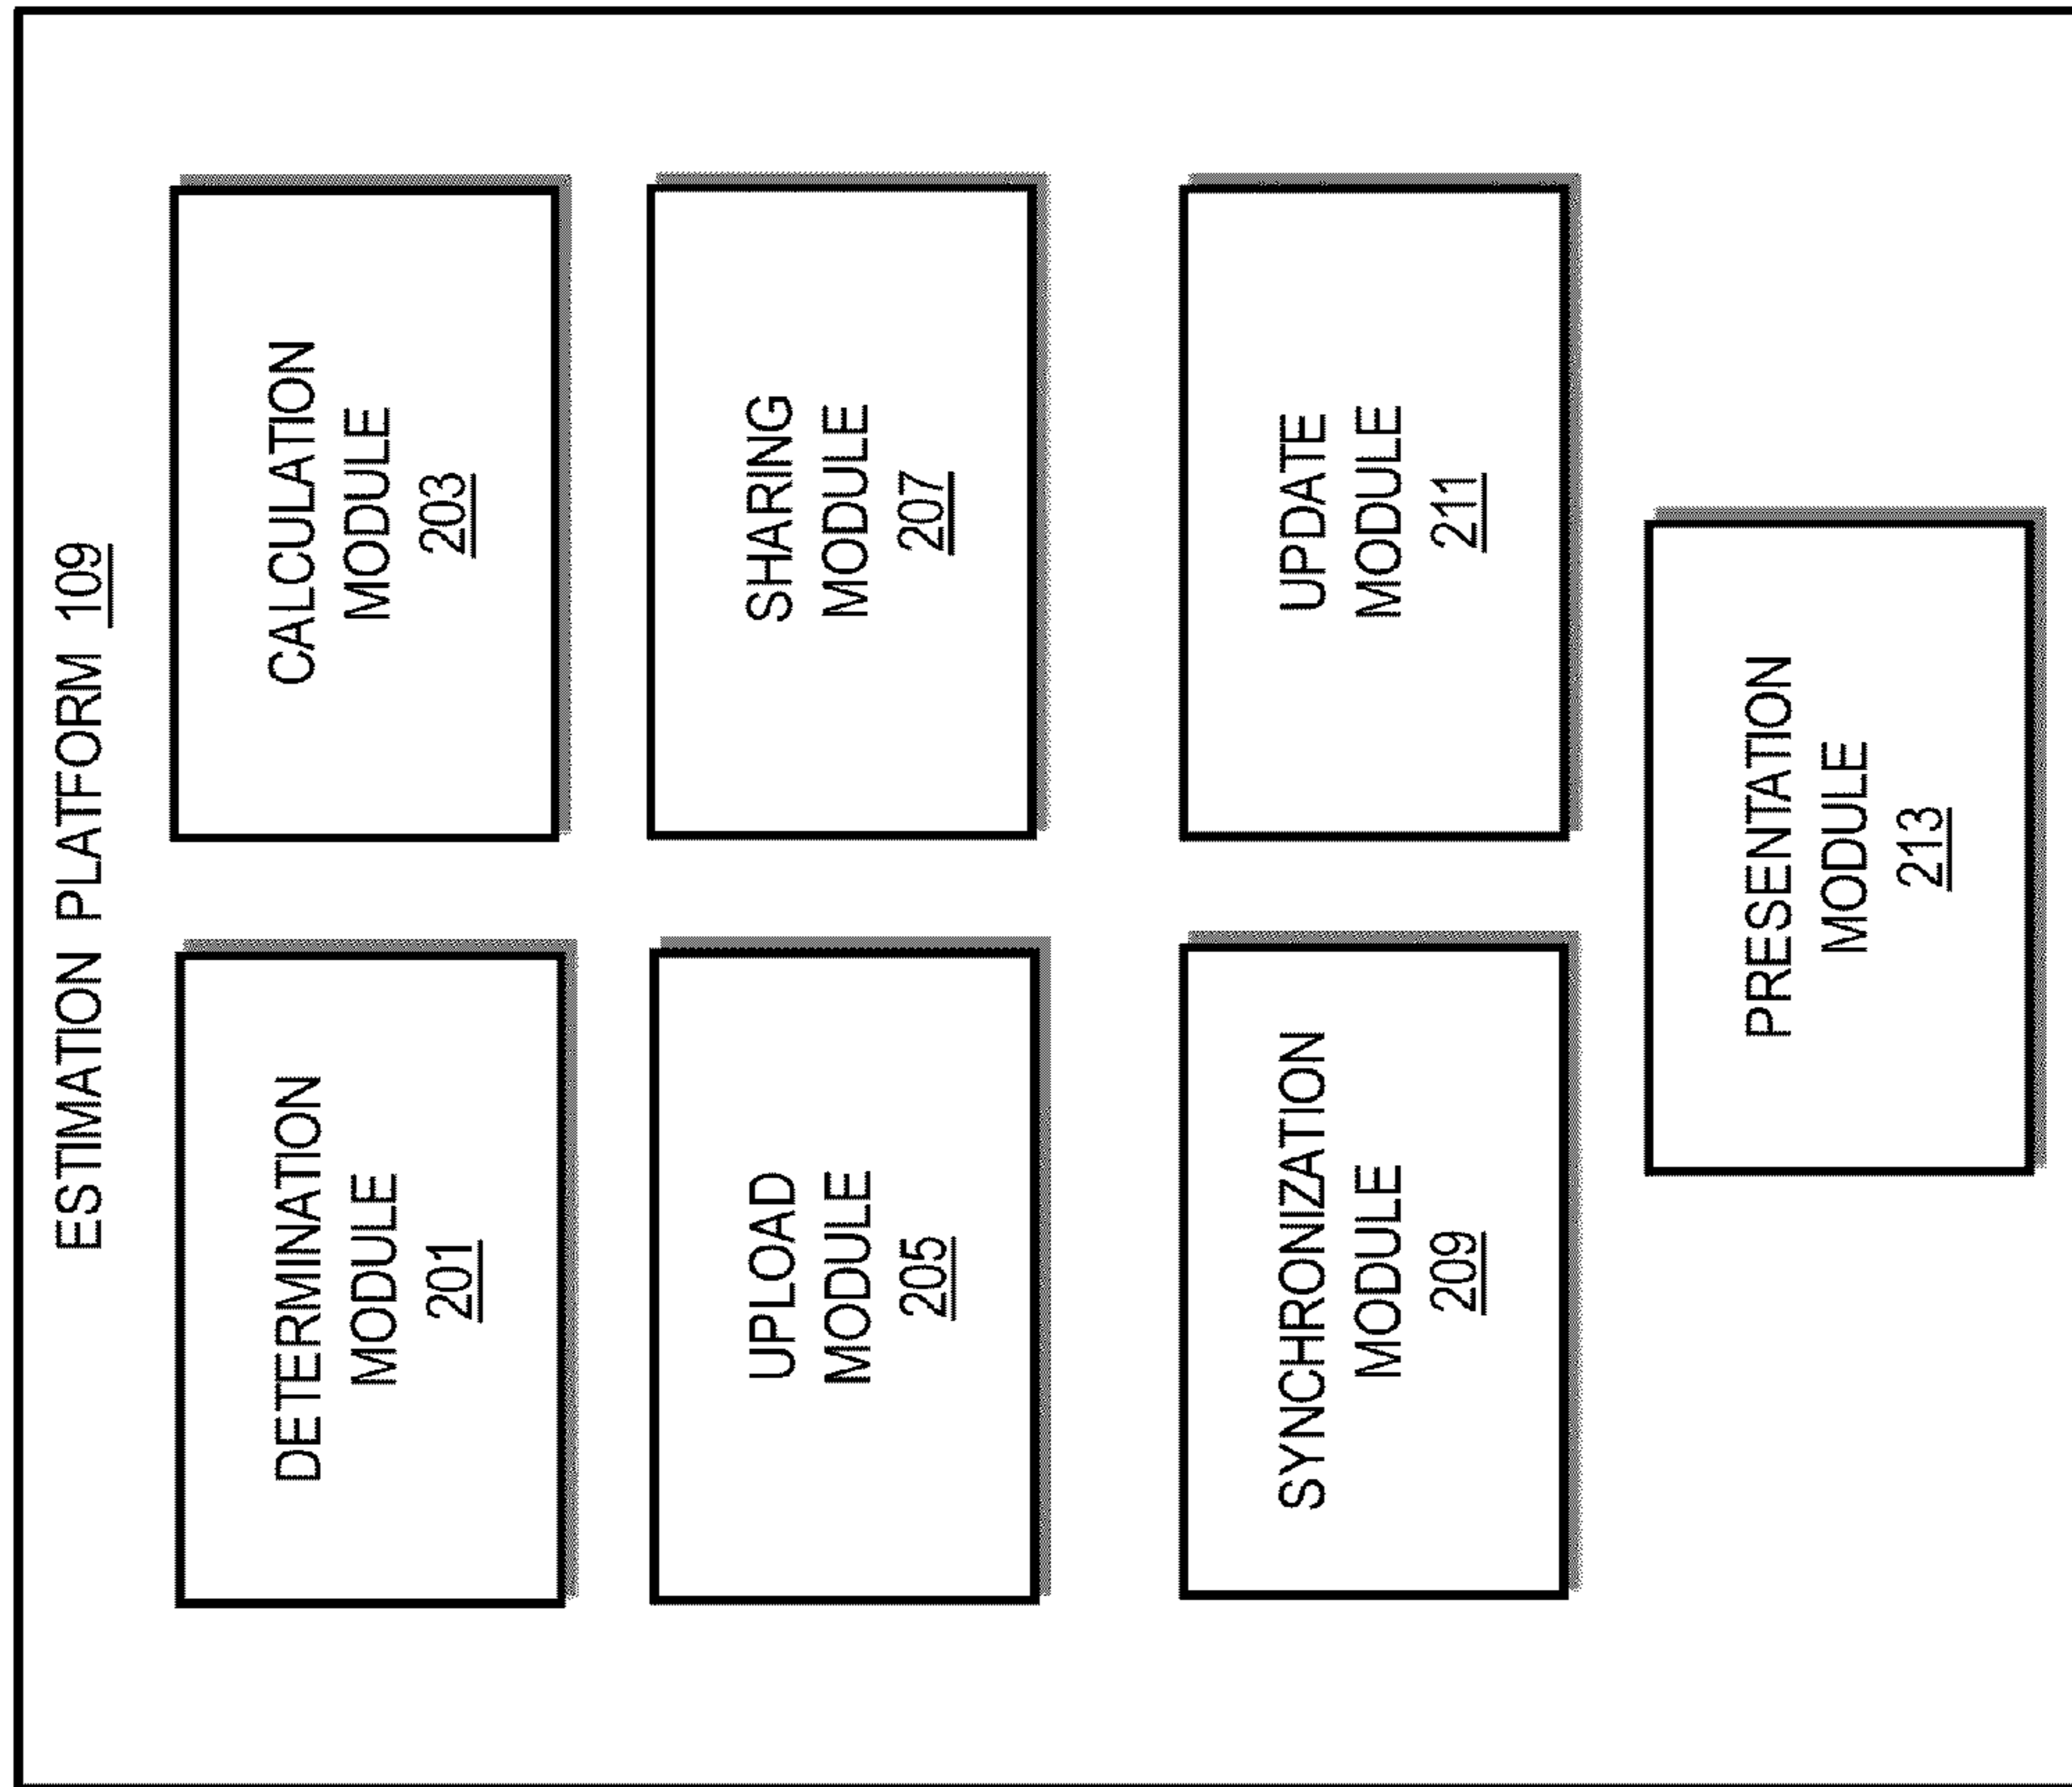 ESTIMATION PLATFORM 109
DETERMINATION
MODULE
201
CALCULATION
MODULE
203
UPLOAD
MODULE
205
SHARING
MODULE
207
SYNCHRONIZATION
MODULE
209
UPDATE
MODULE
211
PRESENTATION
MODULE
213